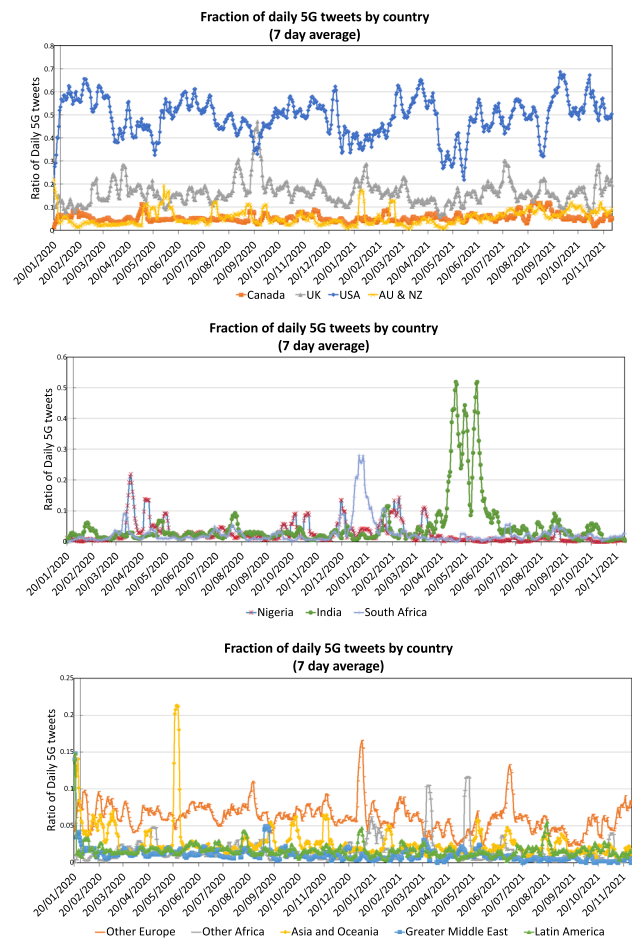 Fraction of daily 5G tweets by country
(7 day average)
Ratio of Daily 5G tweets
0.8
0.7
0.6
0.5
0.4
0.3
0.2
0.1
0
20/01/2020 20/02/2020 20/03/2020 20/04/2020 20/05/2020 20/06/2020 20/07/2020 20/08/2020 20/09/2020 20/10/2020 20/11/2020 20/12/2020 20/01/2021 20/02/2021 20/03/2021 20/04/2021 20/05/2021 20/06/2021 20/07/2021 20/08/2021 20/09/2021 20/10/2021 20/11/2021
Canada UK USA AU & NZ
Fraction of daily 5G tweets by country
(7 day average)
Ratio of Daily 5G tweets
0.6
0.5
0.4
0.3
0.2
0.1
0
20/01/2020 20/02/2020 20/03/2020 20/04/2020 20/05/2020 20/06/2020 20/07/2020 20/08/2020 20/09/2020 20/10/2020 20/11/2020 20/12/2020 20/01/2021 20/02/2021 20/03/2021 20/04/2021 20/05/2021 20/06/2021 20/07/2021 20/08/2021 20/09/2021 20/10/2021 20/11/2021
Nigeria India South Africa
Fraction of daily 5G tweets by country
(7 day average)
Ratio of Daily 5G tweets
0.25
0.2
0.15
0.1
0.05
0
20/01/2020 20/02/2020 20/03/2020 20/04/2020 20/05/2020 20/06/2020 20/07/2020 20/08/2020 20/09/2020 20/10/2020 20/11/2020 20/12/2020 20/01/2021 20/02/2021 20/03/2021 20/04/2021 20/05/2021 20/06/2021 20/07/2021 20/08/2021 20/09/2021 20/10/2021 20/11/2021
Other Europe Other Africa Asia and Oceania Greater Middle East Latin America